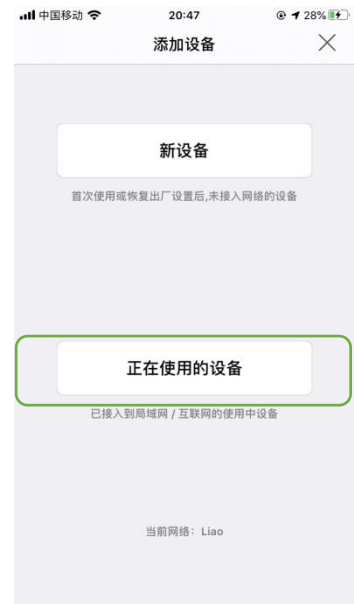 中国移动 20:47 28%
添加设备
新设备
首次使用或恢复出厂设置后,未接入网络的设备
正在使用的设备
已接入到局域网 / 互联网的使用中设备
当前网络: Liao